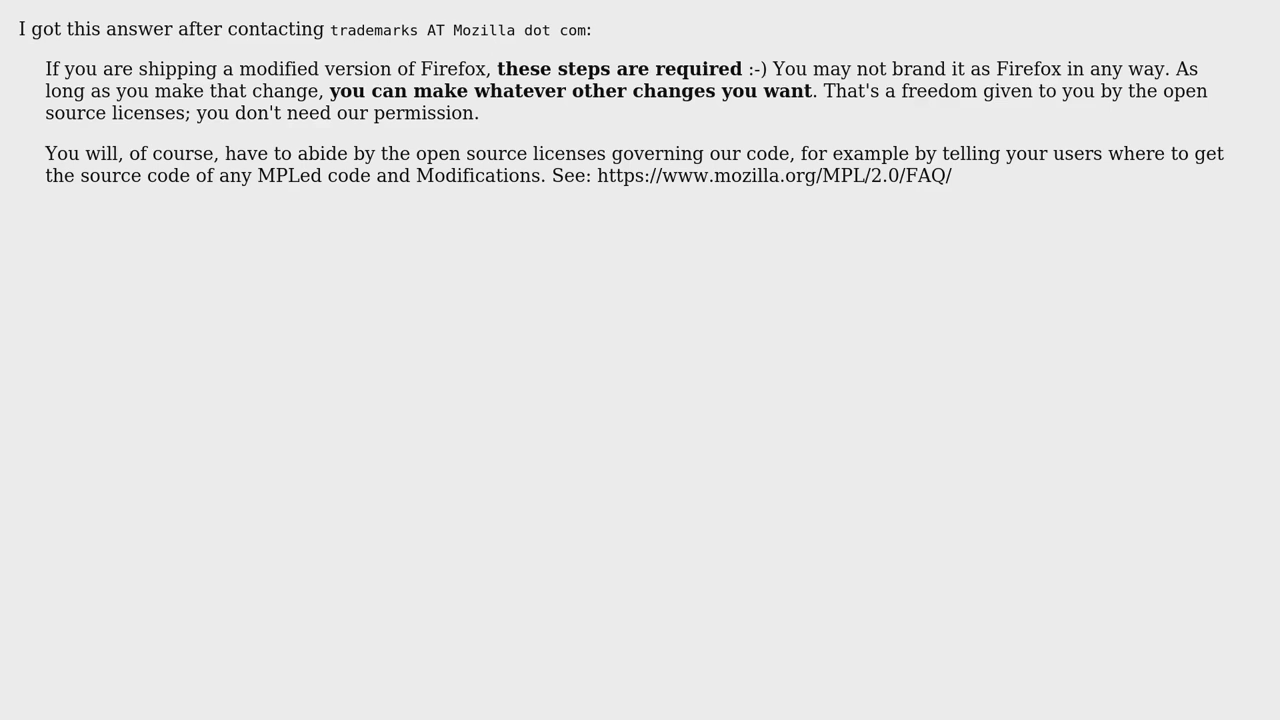 I got this answer after contacting trademarks AT Mozilla dot com:
If you are shipping a modified version of Firefox, these steps are required :-) You may not brand it as Firefox in any way. As
long as you make that change, you can make whatever other changes you want. That's a freedom given to you by the open
source licenses; you don't need our permission.
You will, of course, have to abide by the open source licenses governing our code, for example by telling your users where to get
the source code of any MPLed code and Modifications. See: https://www.mozilla.org/MPL/2.0/FAQ/